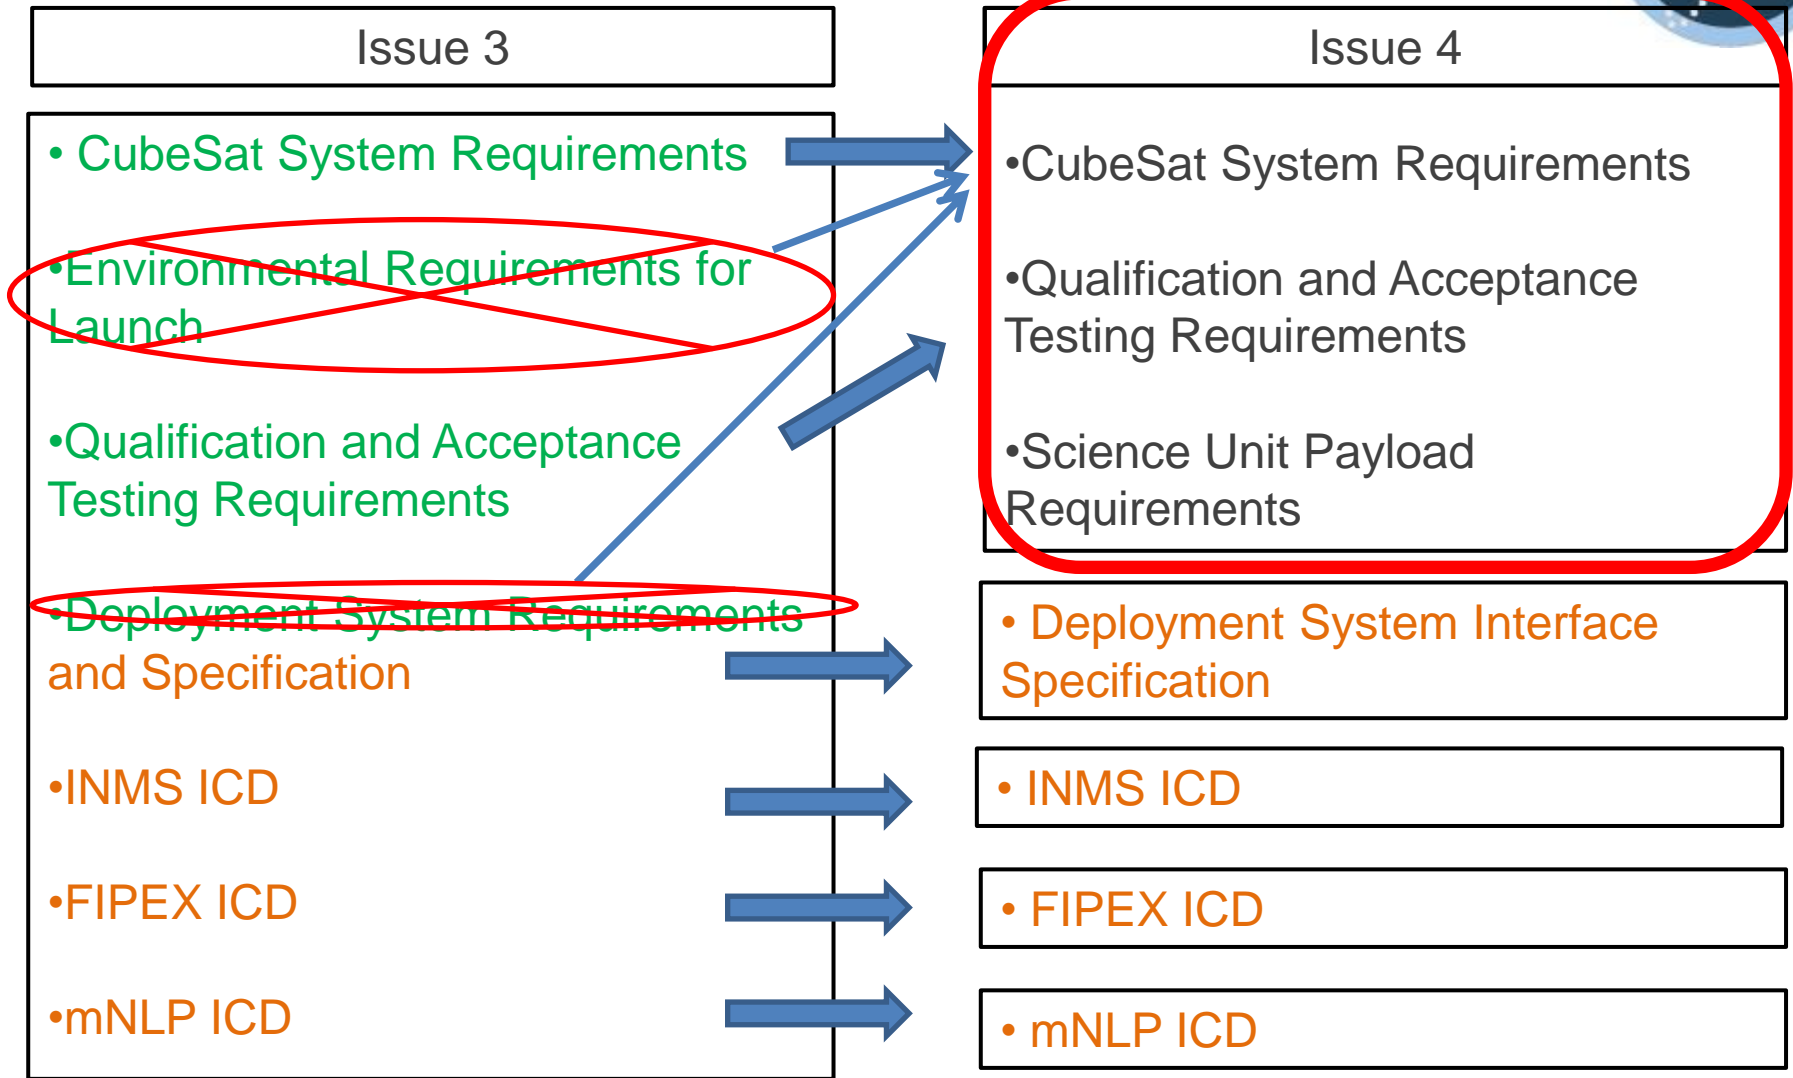 Issue 3
• CubeSat System Requirements
•Environmental Requirements for
Launch
•Qualification and Acceptance
Testing Requirements
•Deployment System Requirements
and Specification
•INMS ICD
•FIPEX ICD
•mNLP ICD
Issue 4
•CubeSat System Requirements
•Qualification and Acceptance
Testing Requirements
•Science Unit Payload
Requirements
• Deployment System Interface
Specification
• INMS ICD
• FIPEX ICD
• mNLP ICD